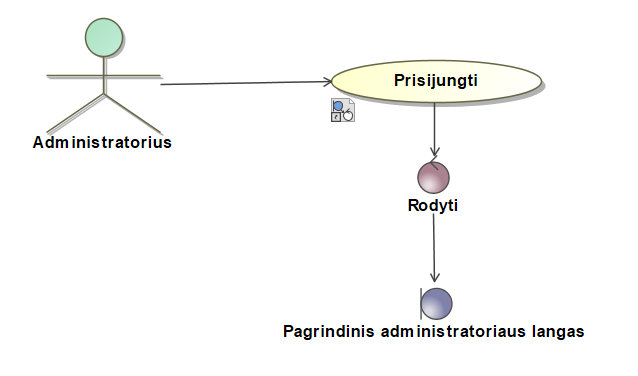 Prisijungti
Administratorius
Rodyti
Pagrindinis administratoriaus langas